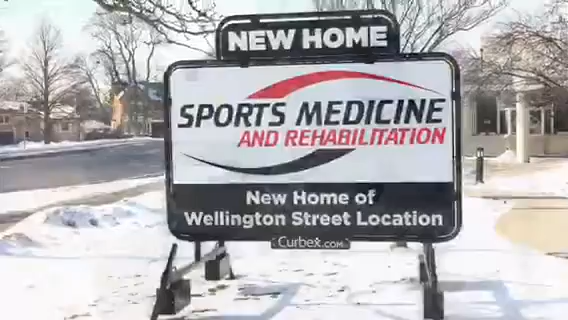 NEW HOME
SPORTS MEDICINE
AND REHABILITATION
New Home of
Wellington Street Location
Curbex.com